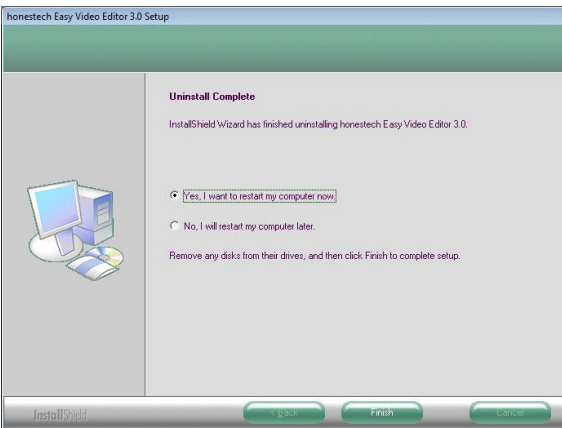 honestech Easy Video Editor 3.0 Setup
Uninstall Complete
InstallShield Wizard has finished uninstalling honestech Easy Video Editor 3.0.
Yes, I want to restart my computer now.
No, I will restart my computer later.
Remove any disks from their drives, and then click Finish to complete setup.
InstallShield
< Back
Finish
Cancel